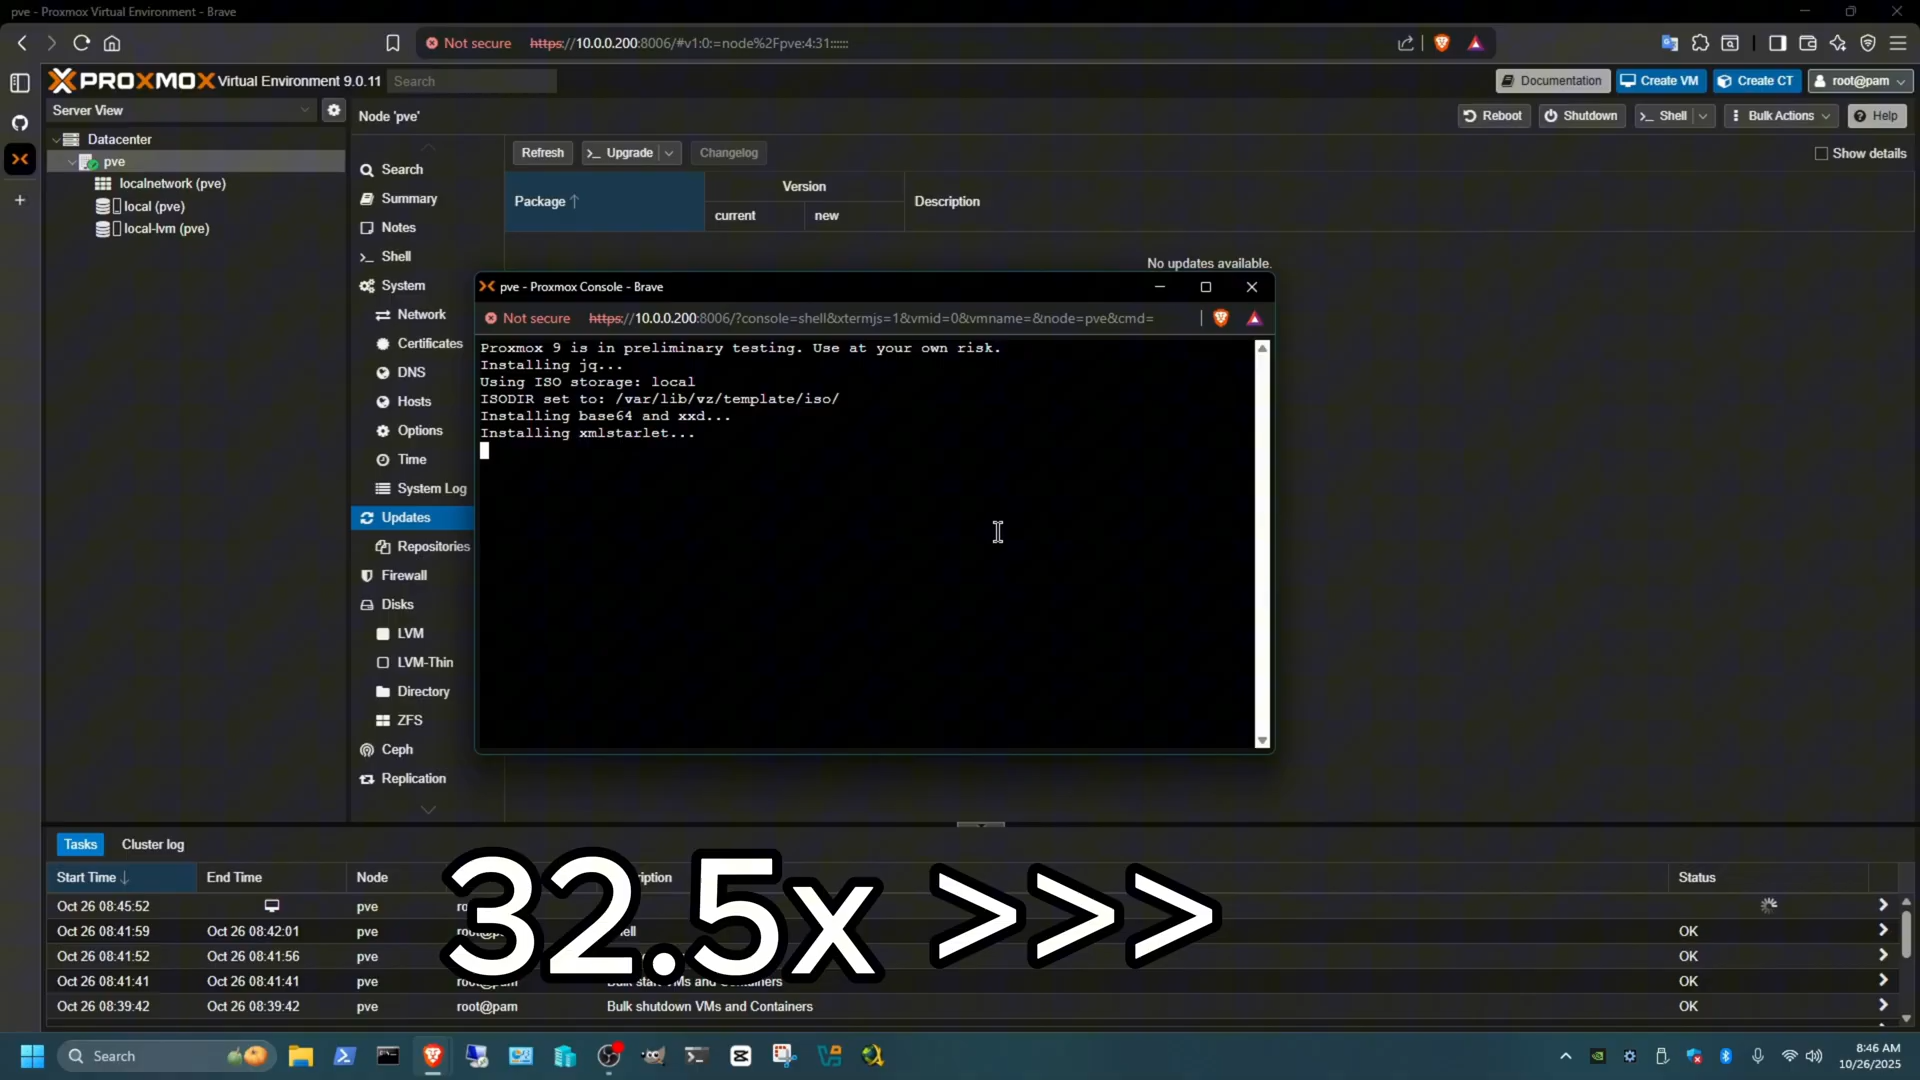 pve - Proxmox Virtual Environment - Brave
Not secure https://10.0.0.200:8006/#v1:0:=node%2Fpve:4:31::::::
PROXMOX Virtual Environment 9.0.11 Search
Documentation Create VM Create CT root@pam
Server View
Node 'pve'
Reboot Shutdown >_ Shell Bulk Actions Help
Datacenter
pve
localnetwork (pve)
local (pve)
local-lvm (pve)
Search
Summary
Notes
>_ Shell
System
Network
Certificates
DNS
Hosts
Options
Time
System Log
Updates
Repositories
Firewall
Disks
LVM
LVM-Thin
Directory
ZFS
Ceph
Replication
Refresh >_ Upgrade Changelog
Show details
Package ↑ Version Description
current new
No updates available.
pve - Proxmox Console - Brave
Not secure https://10.0.0.200:8006/?console=shell&xtermjs=1&vmid=0&vmname=&node=pve&cmd=
Proxmox 9 is in preliminary testing. Use at your own risk.
Installing jq...
Using ISO storage: local
ISODIR set to: /var/lib/vz/template/iso/
Installing base64 and xxd...
Installing xmlstarlet...
Tasks Cluster log
Start Time ↓ End Time Node Status
Oct 26 08:45:52 pve
Oct 26 08:41:59 Oct 26 08:42:01 pve OK
Oct 26 08:41:52 Oct 26 08:41:56 pve OK
Oct 26 08:41:41 Oct 26 08:41:41 pve root@pam Bulk start VMs and Containers OK
Oct 26 08:39:42 Oct 26 08:39:42 pve root@pam Bulk shutdown VMs and Containers OK
32.5x >>>
Search
8:46 AM
10/26/2025